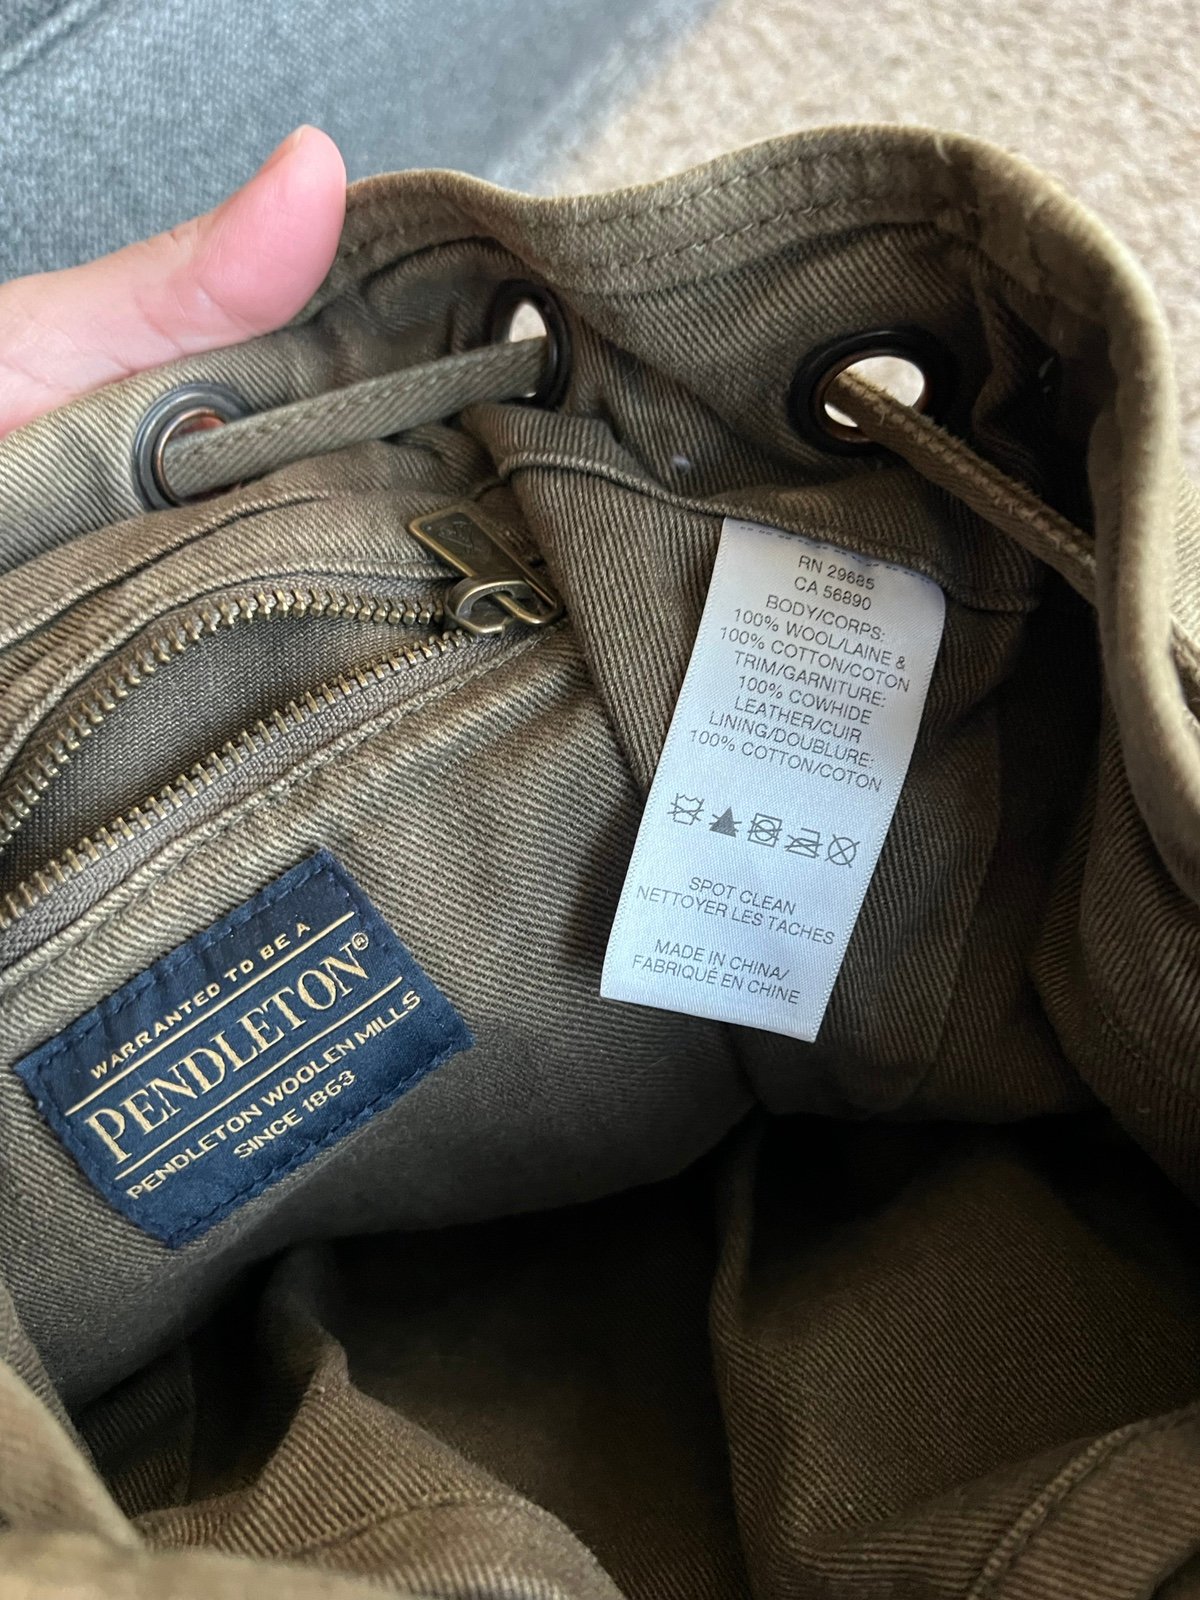 RN 29685
CA 56890
BODY/CORPS:
100% WOOL/LAINE &
100% COTTON/COTON
TRIM/GARNITURE:
100% COWHIDE
LEATHER/CUIR
LINING/DOUBLURE:
100% COTTON/COTON
SPOT CLEAN
NETTOYER LES TACHES
MADE IN CHINA/
FABRIQUÉ EN CHINE
WARRANTED TO BE A
PENDLETON®
PENDLETON WOOLEN MILLS
SINCE 1863